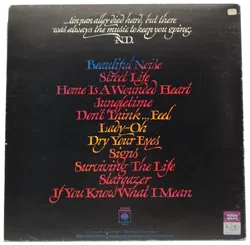 ...tin pan alley died hard, but there
was always the music to keep you going.
N.D.
Beautiful Noise
Street Life
Home Is A Wounded Heart
Jungletime
Don't Think...Feel
Lady-Oh
Dry Your Eyes
Signs
Surviving The Life
Stargazer
If You Know What I Mean